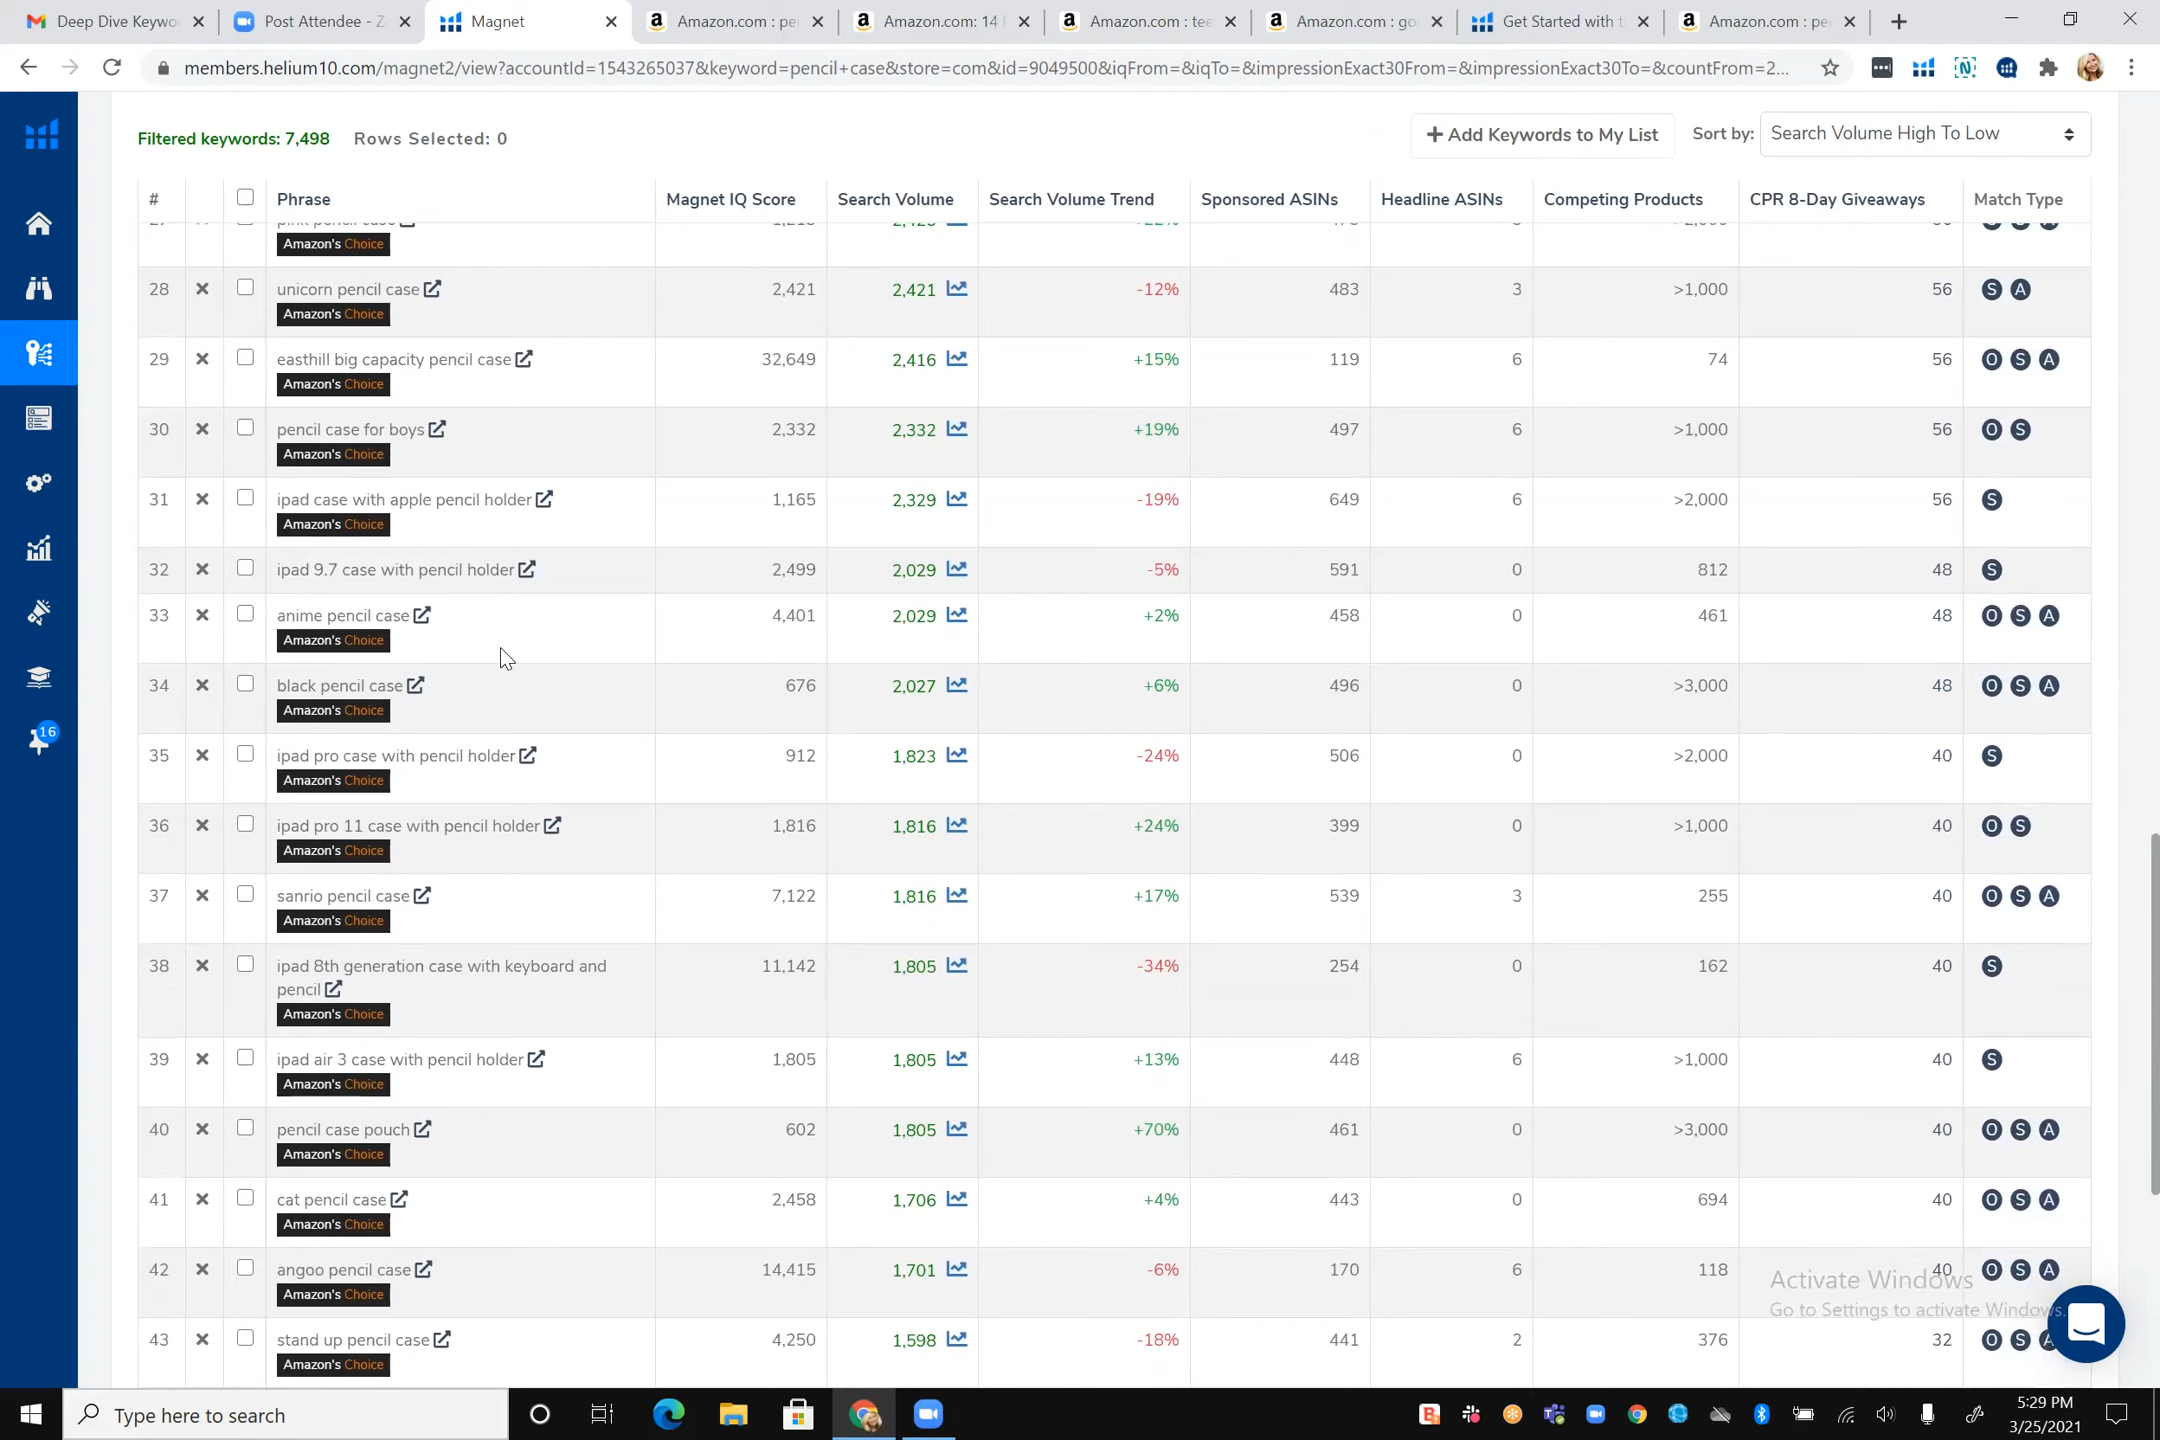 Deep Dive Keywo
Post Attendee - Z
Magnet
Amazon.com : pe
Amazon.com: 14
Amazon.com : tee
Amazon.com : go
Get Started with t
Amazon.com : pe
members.helium10.com/magnet2/view?accountId=1543265037&keyword=pencil+case&store=com&id=9049500&iqFrom=&iqTo=&impressionExact30From=&impressionExact30To=&countFrom=2...
Filtered keywords: 7,498 Rows Selected: 0
Add Keywords to My List Sort by: Search Volume High To Low
# Phrase Magnet IQ Score Search Volume Search Volume Trend Sponsored ASINs Headline ASINs Competing Products CPR 8-Day Giveaways Match Type
Amazon's Choice
28 unicorn pencil case 2,421 2,421 -12% 483 3 >1,000 56 S A
Amazon's Choice
29 easthill big capacity pencil case 32,649 2,416 +15% 119 6 74 56 O S A
Amazon's Choice
30 pencil case for boys 2,332 2,332 +19% 497 6 >1,000 56 O S
Amazon's Choice
31 ipad case with apple pencil holder 1,165 2,329 -19% 649 6 >2,000 56 S
Amazon's Choice
32 ipad 9.7 case with pencil holder 2,499 2,029 -5% 591 0 812 48 S
33 anime pencil case 4,401 2,029 +2% 458 0 461 48 O S A
Amazon's Choice
34 black pencil case 676 2,027 +6% 496 0 >3,000 48 O S A
Amazon's Choice
35 ipad pro case with pencil holder 912 1,823 -24% 506 0 >2,000 40 S
Amazon's Choice
36 ipad pro 11 case with pencil holder 1,816 1,816 +24% 399 0 >1,000 40 O S
Amazon's Choice
37 sanrio pencil case 7,122 1,816 +17% 539 3 255 40 O S A
Amazon's Choice
38 ipad 8th generation case with keyboard and 11,142 1,805 -34% 254 0 162 40 S
pencil
Amazon's Choice
39 ipad air 3 case with pencil holder 1,805 1,805 +13% 448 6 >1,000 40 S
Amazon's Choice
40 pencil case pouch 602 1,805 +70% 461 0 >3,000 40 O S A
Amazon's Choice
41 cat pencil case 2,458 1,706 +4% 443 0 694 40 O S A
Amazon's Choice
42 angoo pencil case 14,415 1,701 -6% 170 6 118 40 O S A
Amazon's Choice
43 stand up pencil case 4,250 1,598 -18% 441 2 376 32 O S A
Amazon's Choice
16
Activate Windows
Go to Settings to activate Windows.
Type here to search
5:29 PM
3/25/2021